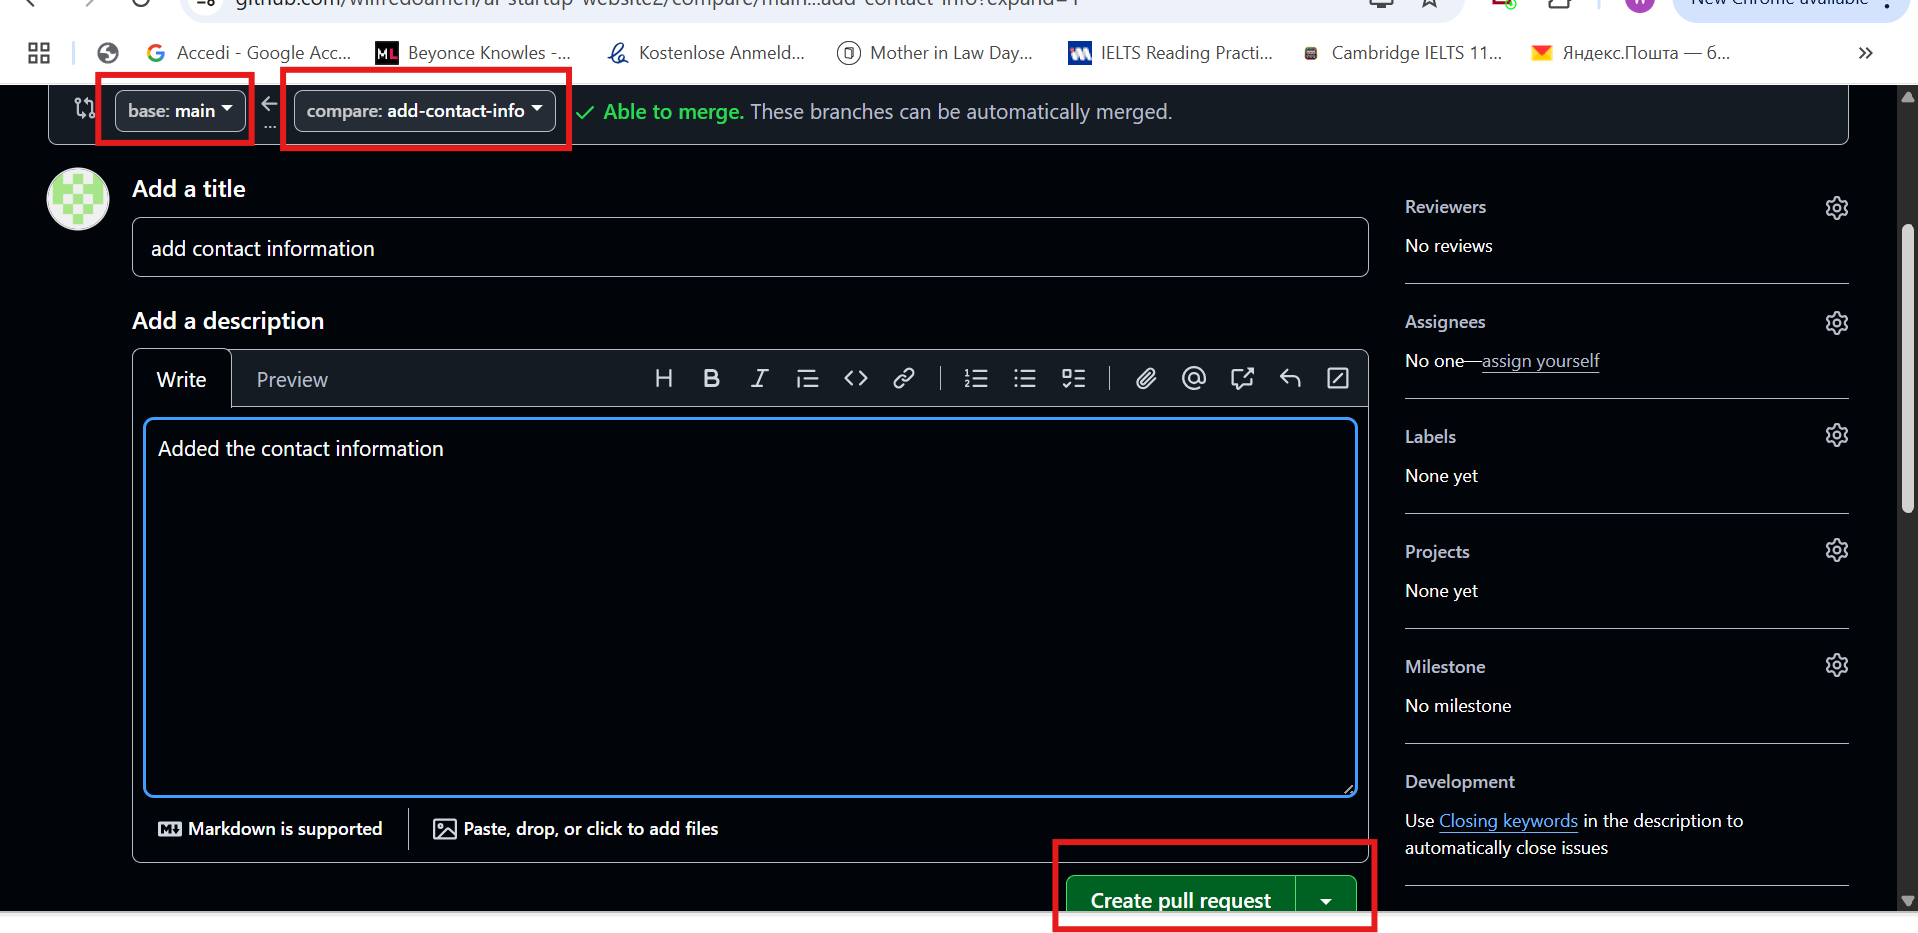 github.com/wilfredoamen/ai-startup-website2/compare/main...add-contact-info?expand=1
New Chrome available
W
Accedi - Google Acc...
ML Beyonce Knowles -...
Kostenlose Anmeld...
Mother in Law Day...
IELTS Reading Practi...
Cambridge IELTS 11...
Яндекс.Почта — б...
base: main
compare: add-contact-info
Able to merge. These branches can be automatically merged.
Add a title
add contact information
Add a description
Write
Preview
Added the contact information
Markdown is supported
Paste, drop, or click to add files
Create pull request
Reviewers
No reviews
Assignees
No one—assign yourself
Labels
None yet
Projects
None yet
Milestone
No milestone
Development
Use Closing keywords in the description to
automatically close issues